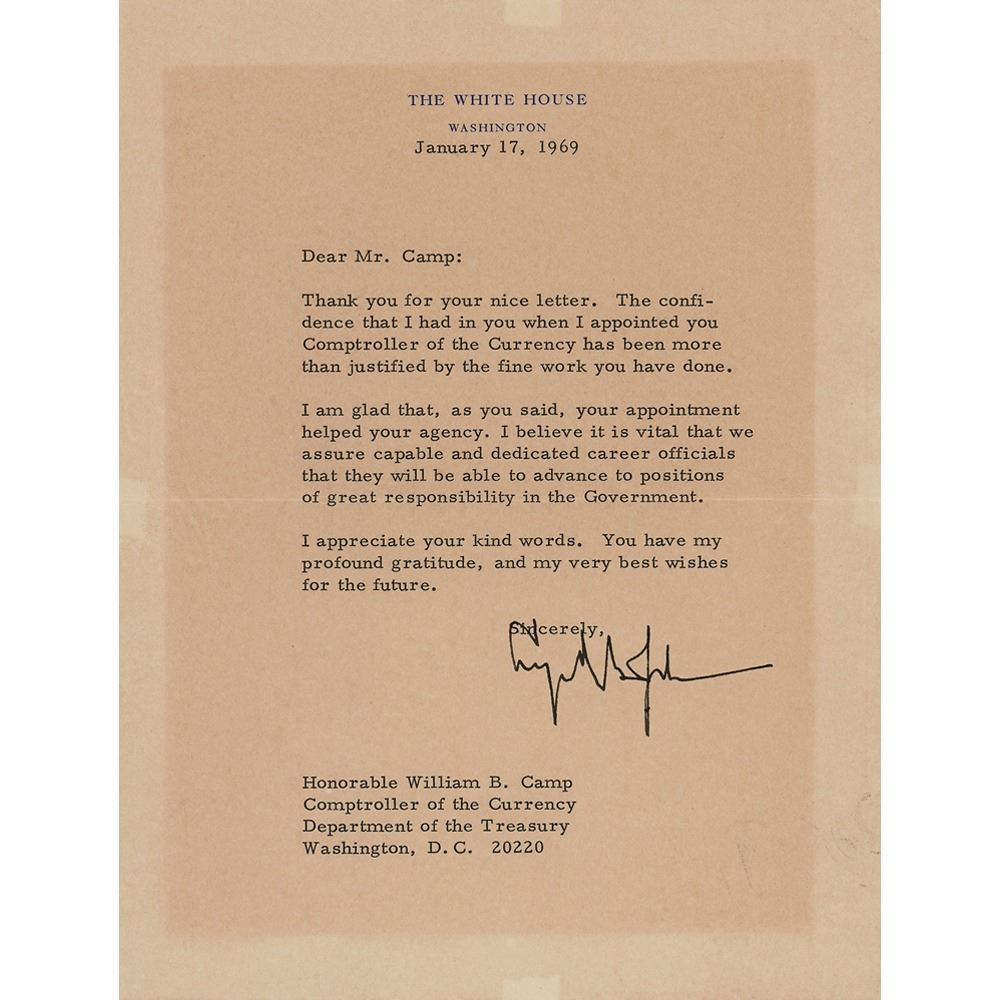 THE WHITE HOUSE
WASHINGTON
January 17, 1969
Dear Mr. Camp:
Thank you for your nice letter. The confi-
dence that I had in you when I appointed you
Comptroller of the Currency has been more
than justified by the fine work you have done.
I am glad that, as you said, your appointment
helped your agency. I believe it is vital that we
assure capable and dedicated career officials
that they will be able to advance to positions
of great responsibility in the Government.
I appreciate your kind words. You have my
profound gratitude, and my very best wishes
for the future.
Sincerely,
Honorable William B. Camp
Comptroller of the Currency
Department of the Treasury
Washington, D.C. 20220